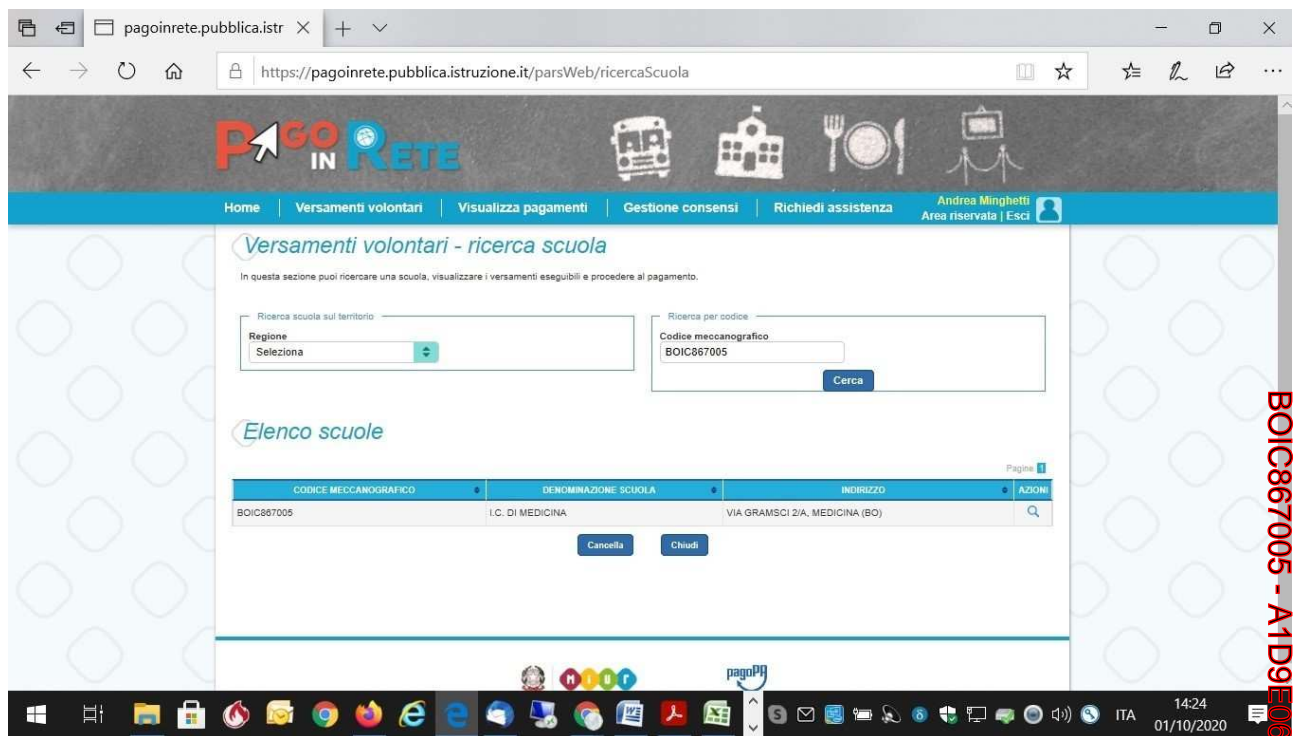 pagoinrete.pubblica.istr
https://pagoinrete.pubblica.istruzione.it/parsWeb/ricercaScuola
PAGO IN RETE
Home | Versamenti volontari | Visualizza pagamenti | Gestione consensi | Richiedi assistenza
Andrea Minghetti
Area riservata | Esci
Versamenti volontari - ricerca scuola
In questa sezione puoi ricercare una scuola, visualizzare i versamenti eseguibili e procedere al pagamento.
Ricerca scuola sul territorio
Regione
Seleziona
Ricerca per codice
Codice meccanografico
BOIC867005
Cerca
Elenco scuole
Pagine 1
CODICE MECCANOGRAFICO DENOMINAZIONE SCUOLA INDIRIZZO AZIONI
BOIC867005 I.C. DI MEDICINA VIA GRAMSCI 2/A, MEDICINA (BO)
Cancella Chiudi
MIUR
pagoPA
ITA
14:24
01/10/2020
BOIC867005 - A1D9E06